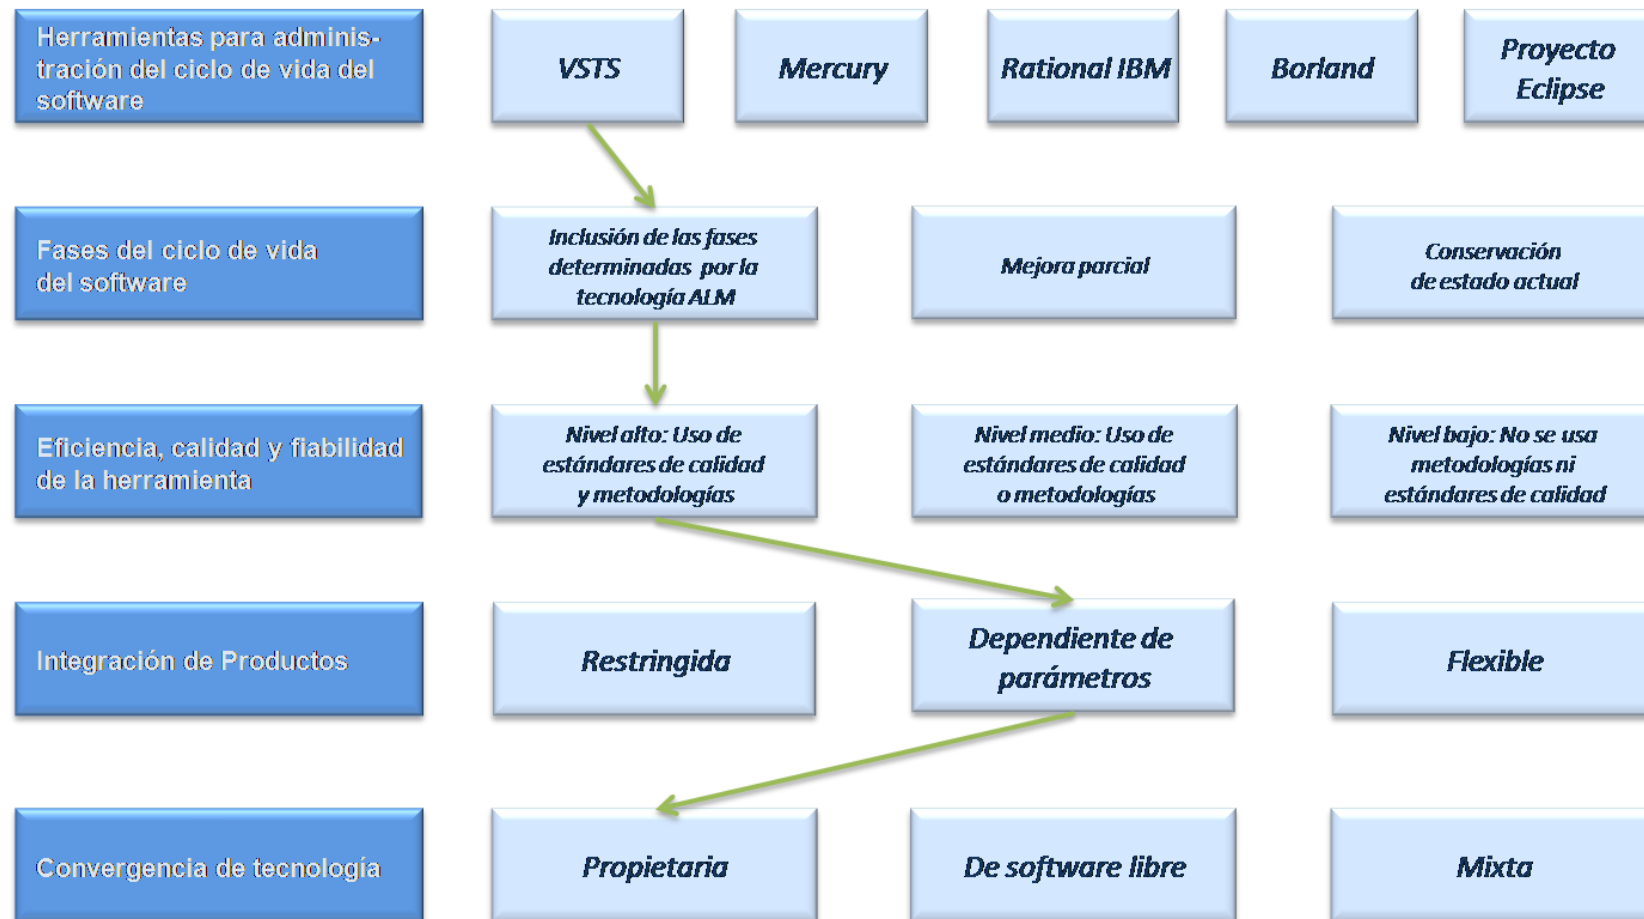 Herramientas para adminis-
tración del ciclo de vida del
software
VSTS
Mercury
Rational IBM
Borland
Proyecto
Eclipse
Fases del ciclo de vida
del software
Inclusión de las fases
determinadas por la
tecnología ALM
Mejora parcial
Conservación
de estado actual
Eficiencia, calidad y fiabilidad
de la herramienta
Nivel alto: Uso de
estándares de calidad
y metodologías
Nivel medio: Uso de
estándares de calidad
o metodologías
Nivel bajo: No se usa
metodologías ni
estándares de calidad
Integración de Productos
Restringida
Dependiente de
parámetros
Flexible
Convergencia de tecnología
Propietaria
De software libre
Mixta